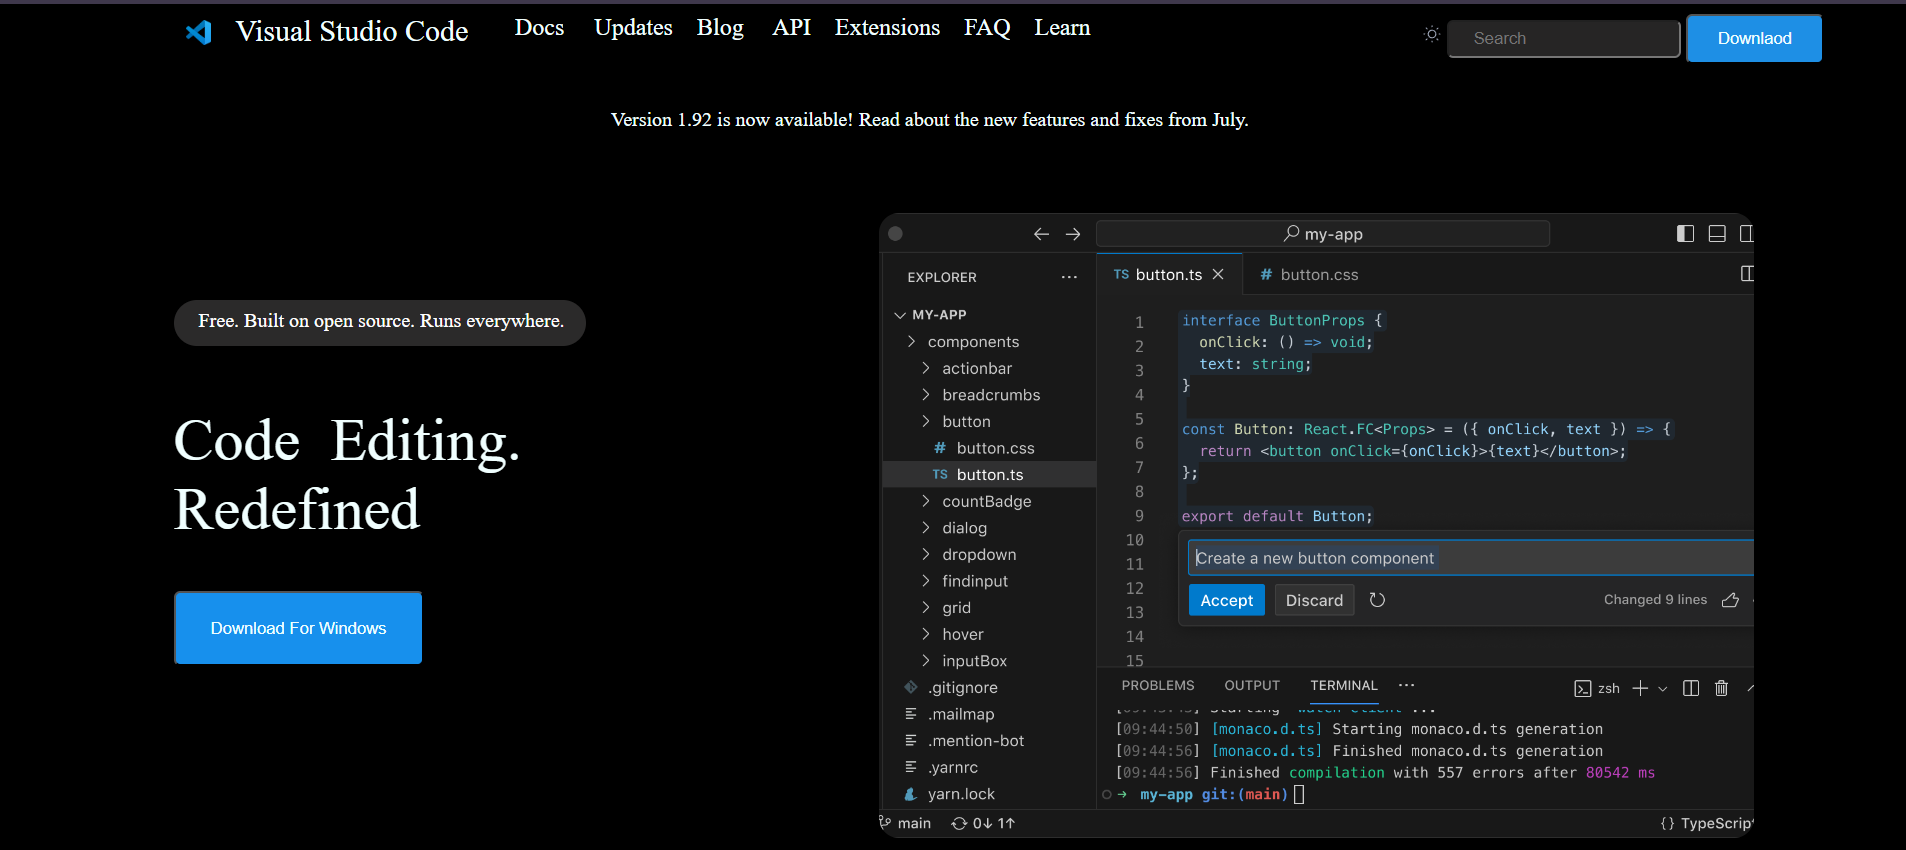 Visual Studio Code Docs Updates Blog API Extensions FAQ Learn Search Downlaod
Version 1.92 is now available! Read about the new features and fixes from July.
Free. Built on open source. Runs everywhere.
Code Editing.
Redefined
Download For Windows
my-app
EXPLORER
MY-APP
components
actionbar
breadcrumbs
button
# button.css
TS button.ts
countBadge
dialog
dropdown
findinput
grid
hover
inputBox
.gitignore
.mailmap
.mention-bot
.yarnrc
yarn.lock
TS button.ts # button.css
1 interface ButtonProps {
2 onClick: () => void;
3 text: string;
4 }
5
6 const Button: React.FC<Props> = ({ onClick, text }) => {
7 return <button onClick={onClick}>{text}</button>;
8 };
9 export default Button;
10
11 Create a new button component
12
13 Accept Discard Changed 9 lines
14
15
PROBLEMS OUTPUT TERMINAL ··· zsh
Starting watch-client ...
[09:44:50] [monaco.d.ts] Starting monaco.d.ts generation
[09:44:56] [monaco.d.ts] Finished monaco.d.ts generation
[09:44:56] Finished compilation with 557 errors after 80542 ms
→ my-app git:(main)
main 0↓ 1↑ {} TypeScript